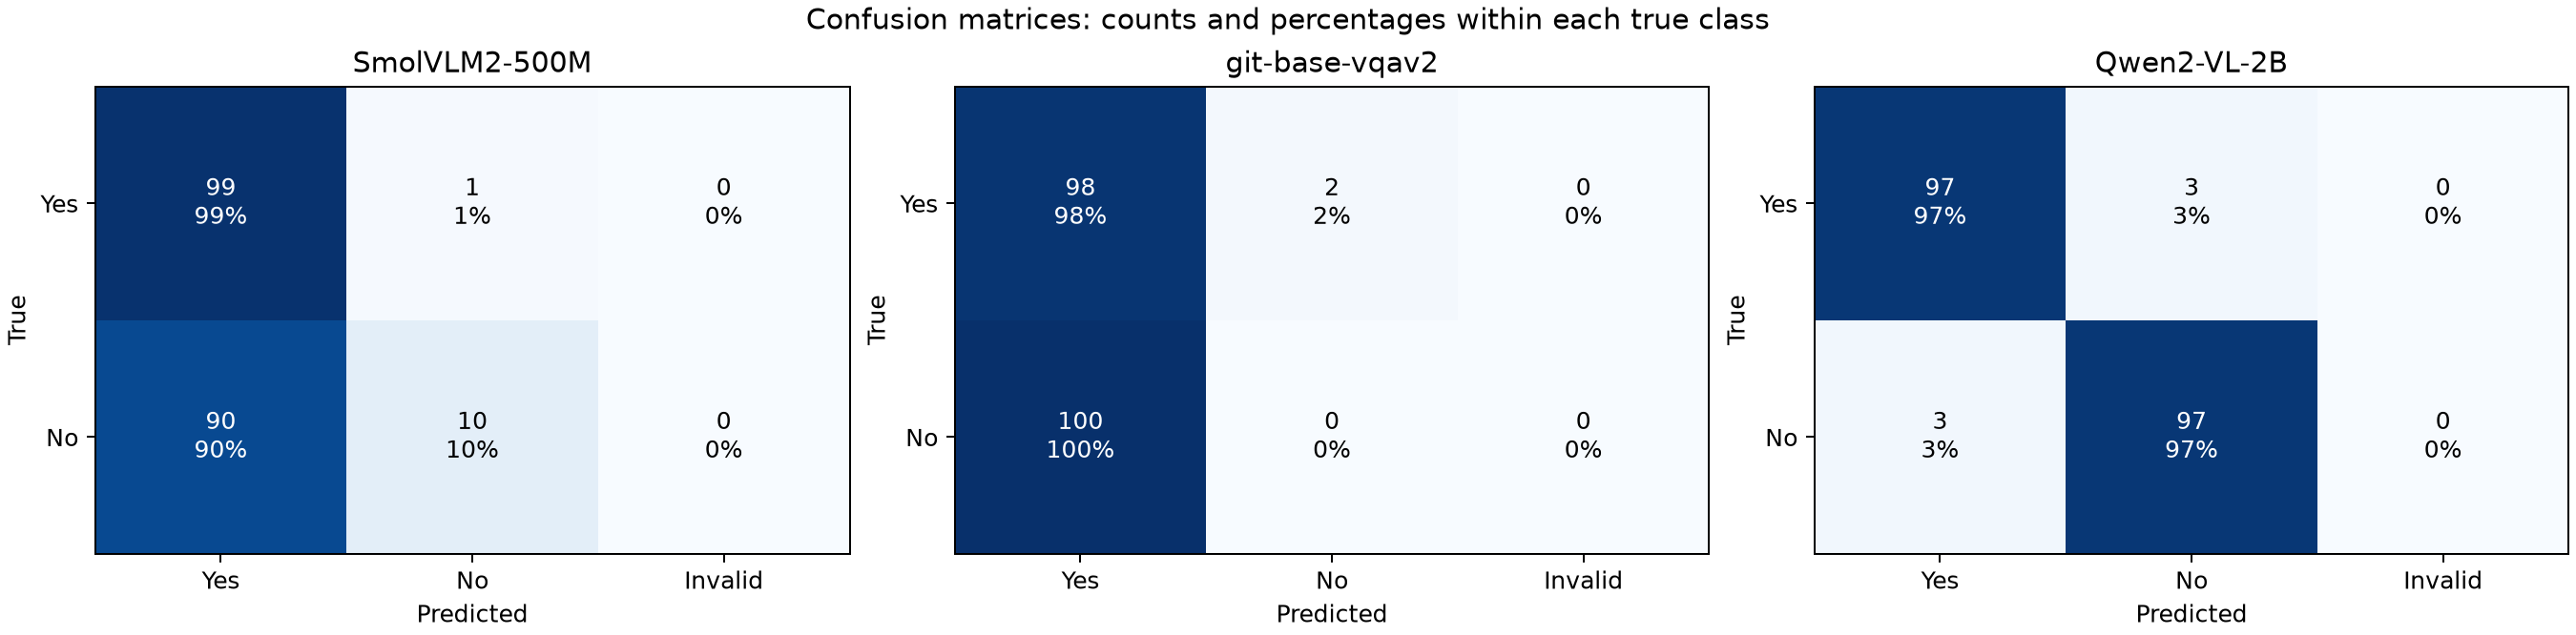 Confusion matrices: counts and percentages within each true class
SmolVLM2-500M
True
Yes
99
99%
1
1%
0
0%
No
90
90%
10
10%
0
0%
Yes
No
Invalid
Predicted
git-base-vqav2
True
Yes
98
98%
2
2%
0
0%
No
100
100%
0
0%
0
0%
Yes
No
Invalid
Predicted
Qwen2-VL-2B
True
Yes
97
97%
3
3%
0
0%
No
3
3%
97
97%
0
0%
Yes
No
Invalid
Predicted